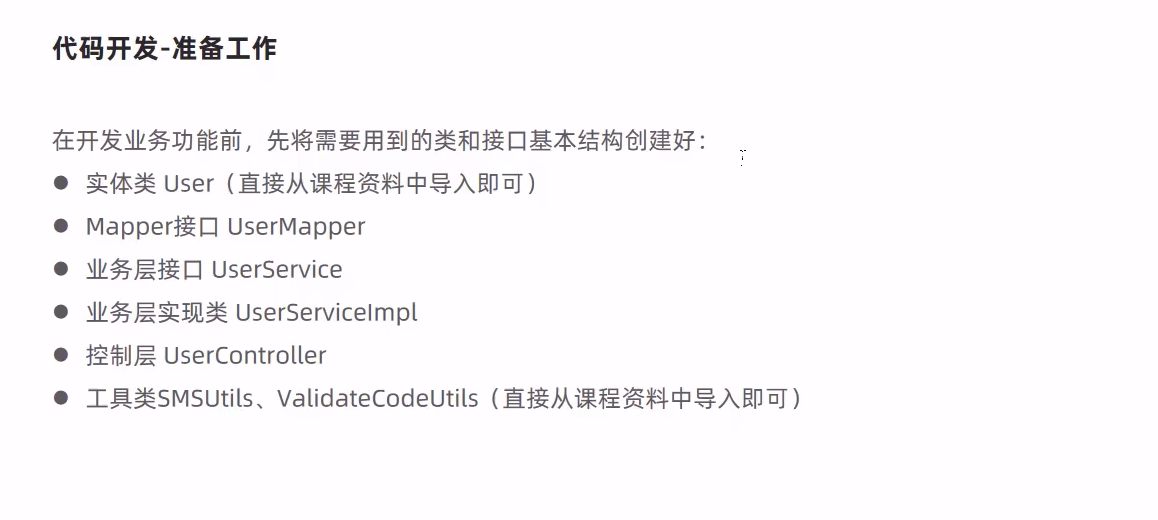 代码开发-准备工作
在开发业务功能前，先将需要用到的类和接口基本结构创建好：
● 实体类 User（直接从课程资料中导入即可）
● Mapper接口 UserMapper
● 业务层接口 UserService
● 业务层实现类 UserServiceImpl
● 控制层 UserController
● 工具类SMSUtils、ValidateCodeUtils（直接从课程资料中导入即可）